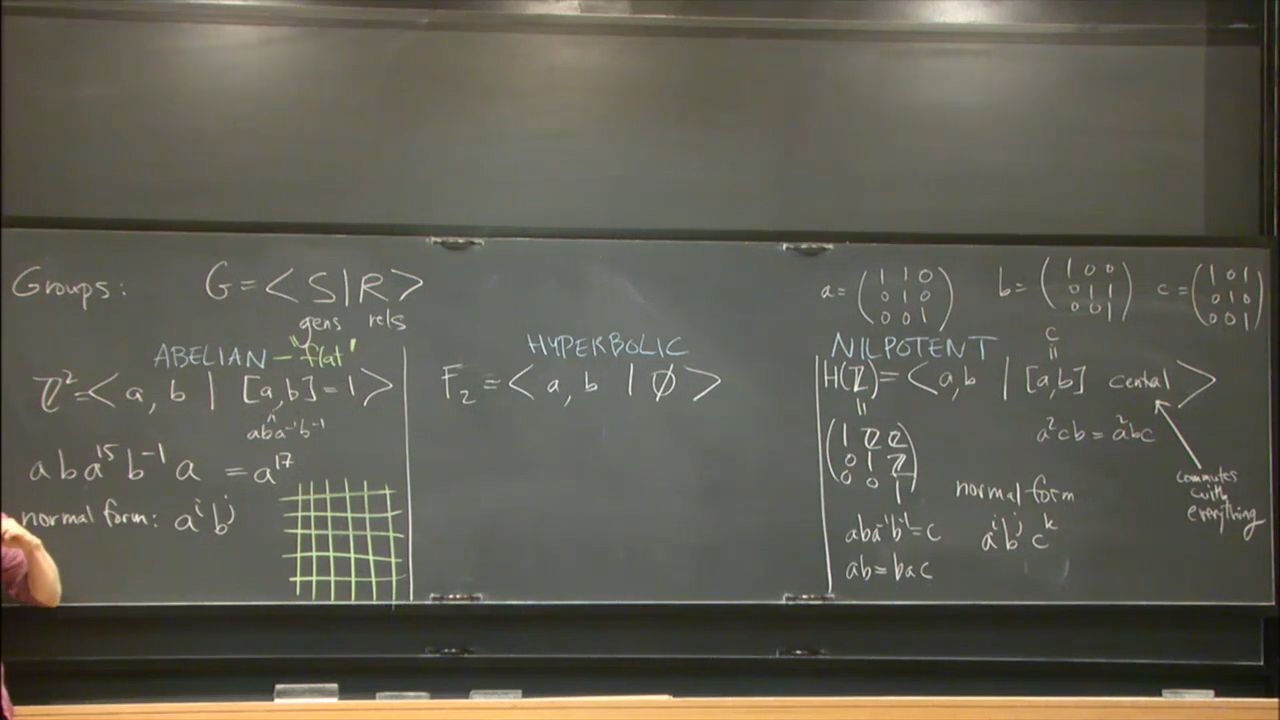 Groups: G = < S | R >
gens rels
ABELIAN - "flat"
ℤ² = < a, b | [a,b] = 1 >
aba⁻¹b⁻¹
a b a¹⁵ b⁻¹ a = a¹⁷
normal form: aⁱbʲ
HYPERBOLIC
F₂ = < a, b | ∅ >
a = (1 1 0
0 1 0
0 0 1)
b = (1 0 0
0 1 1
0 0 1)
c = (1 0 1
0 1 0
0 0 1)
NILPOTENT
c
=
H(ℤ) = < a, b | [a,b] central >
=
(1 ℤ ℤ
0 1 ℤ
0 0 1)
a²cb = a²bc
commutes
with
everything
normal form
aⁱbʲcᵏ
aba⁻¹b⁻¹ = c
ab = bac